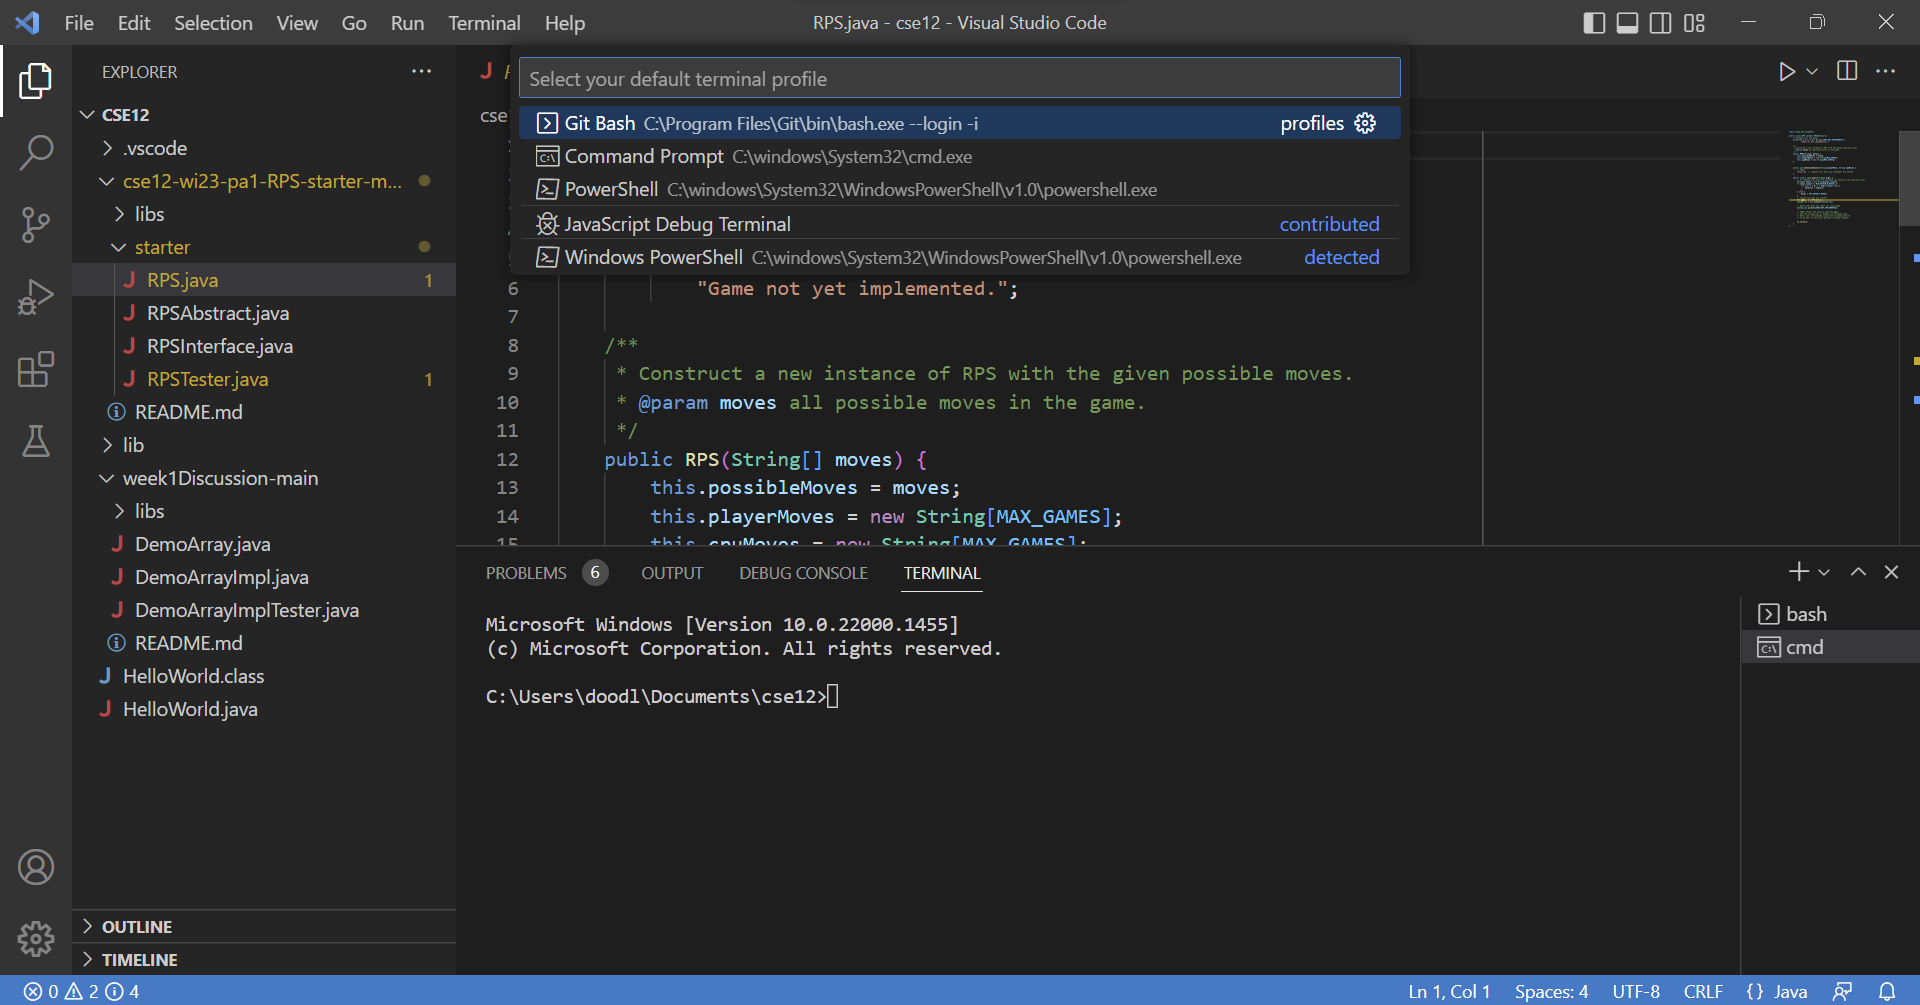 File Edit Selection View Go Run Terminal Help
RPS.java - cse12 - Visual Studio Code
EXPLORER
CSE12
.vscode
cse12-wi23-pa1-RPS-starter-m...
libs
starter
RPS.java 1
RPSAbstract.java
RPSInterface.java
RPSTester.java 1
README.md
lib
week1Discussion-main
libs
DemoArray.java
DemoArrayImpl.java
DemoArrayImplTester.java
README.md
HelloWorld.class
HelloWorld.java
OUTLINE
TIMELINE
cse
Select your default terminal profile
Git Bash C:\Program Files\Git\bin\bash.exe --login -i profiles
Command Prompt C:\windows\System32\cmd.exe
PowerShell C:\windows\System32\WindowsPowerShell\v1.0\powershell.exe
JavaScript Debug Terminal contributed
Windows PowerShell C:\windows\System32\WindowsPowerShell\v1.0\powershell.exe detected
6 "Game not yet implemented.";
7
8 /**
9 * Construct a new instance of RPS with the given possible moves.
10 * @param moves all possible moves in the game.
11 */
12 public RPS(String[] moves) {
13 this.possibleMoves = moves;
14 this.playerMoves = new String[MAX_GAMES];
15 this.cpuMoves = new String[MAX_GAMES];
PROBLEMS 6 OUTPUT DEBUG CONSOLE TERMINAL
Microsoft Windows [Version 10.0.22000.1455]
(c) Microsoft Corporation. All rights reserved.
C:\Users\doodl\Documents\cse12>
bash
cmd
0 2 4
Ln 1, Col 1 Spaces: 4 UTF-8 CRLF {} Java